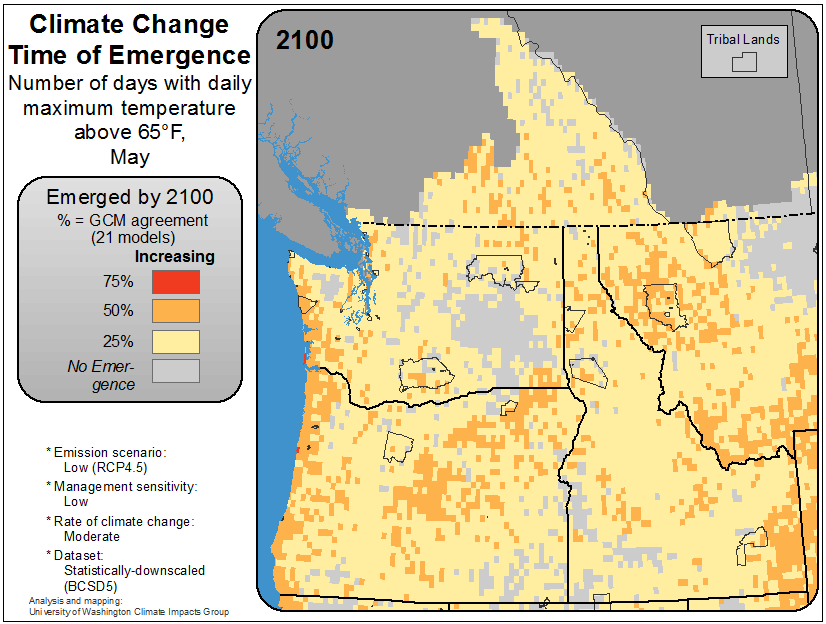 Climate Change
Time of Emergence
Number of days with daily
maximum temperature
above 65°F,
May
Emerged by 2100
% = GCM agreement
(21 models)
Increasing
75%
50%
25%
No Emer-
gence
* Emission scenario:
Low (RCP4.5)
* Management sensitivity:
Low
* Rate of climate change:
Moderate
* Dataset:
Statistically-downscaled
(BCSD5)
Analysis and mapping:
University of Washington Climate Impacts Group
2100
Tribal Lands